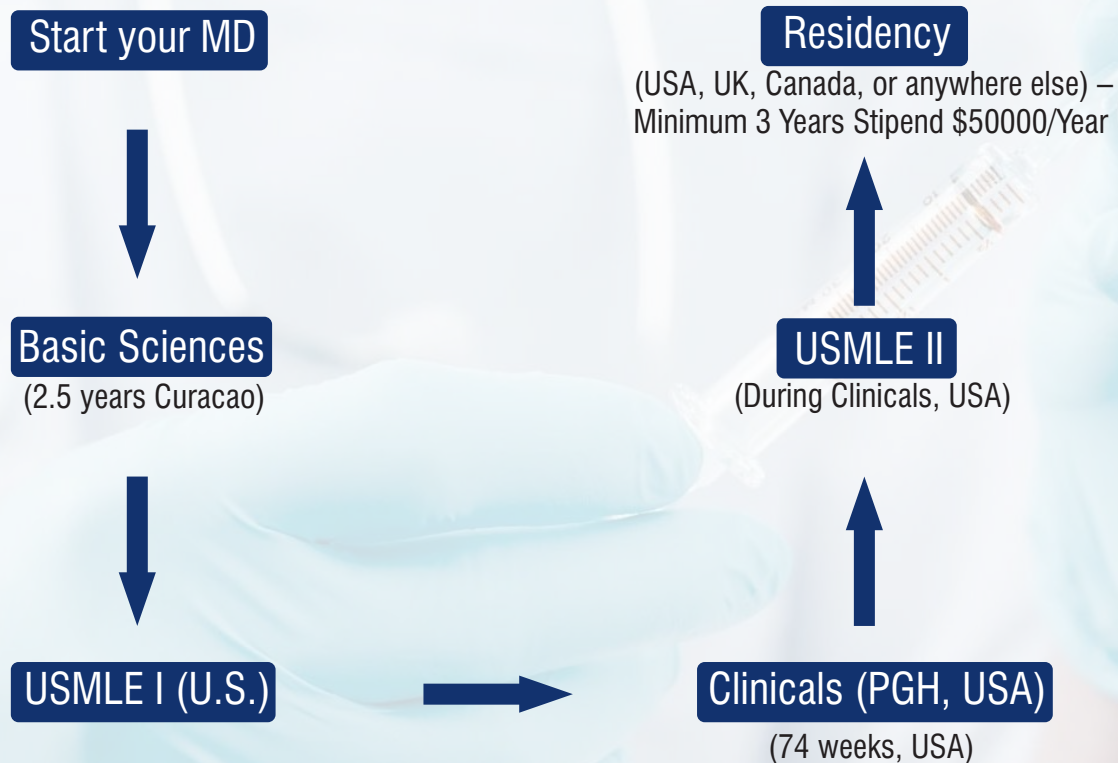 Start your MD
Basic Sciences
(2.5 years Curacao)
USMLE I (U.S.)
Clinicals (PGH, USA)
(74 weeks, USA)
USMLE II
(During Clinicals, USA)
Residency
(USA, UK, Canada, or anywhere else) –
Minimum 3 Years Stipend $50000/Year